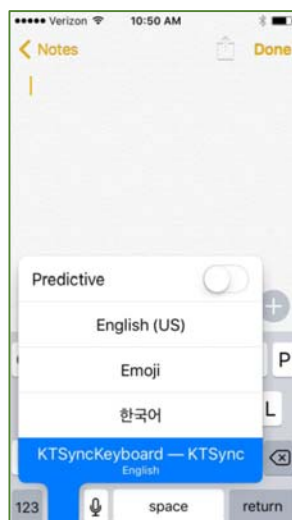 Verizon 10:50 AM
Notes Done
Predictive
English (US)
Emoji
P
한국어
L
KTSyncKeyboard — KTSync
English
123 space return